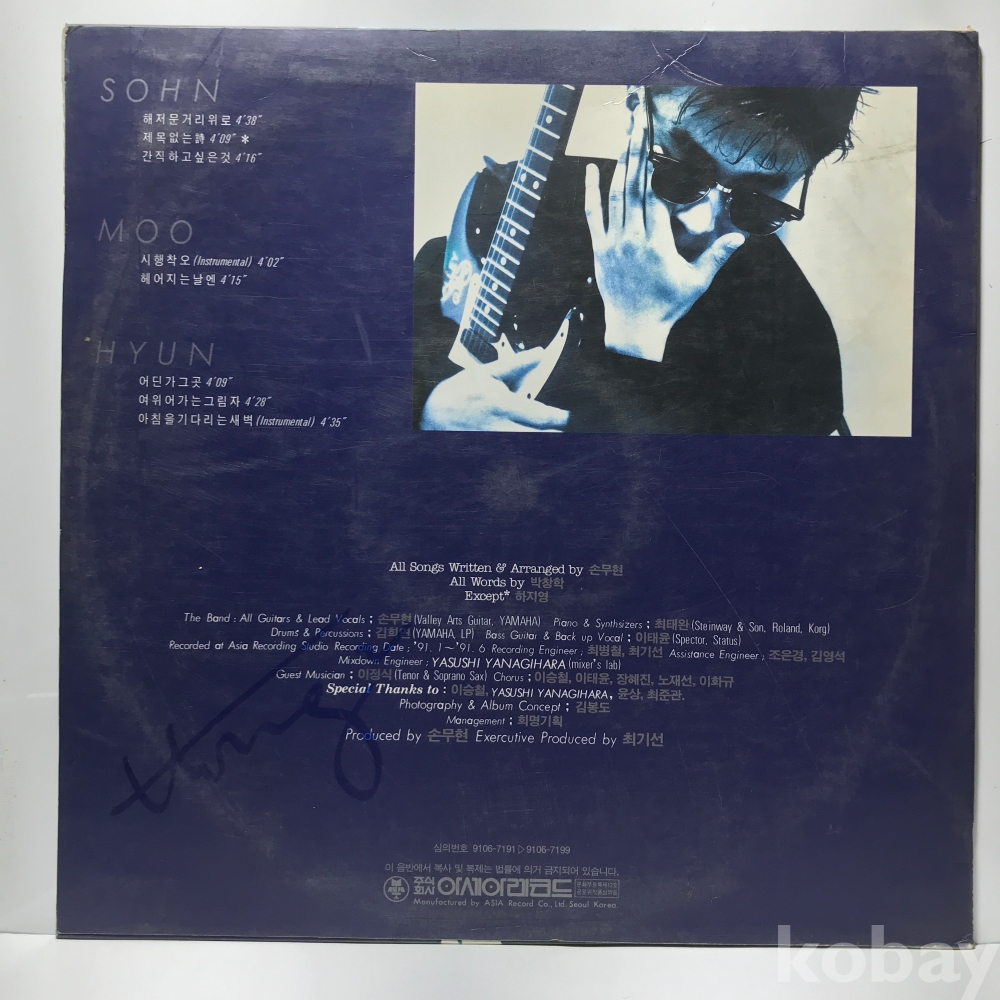 SOHN
해저문거리위로 4'38"
제목없는詩 4'09" *
간직하고싶은것 4'16"
MOO
시행착오 (Instrumental) 4'02"
헤어지는날엔 4'15"
HYUN
어딘가그곳 4'09"
여위어가는그림자 4'28"
아침을기다리는새벽 (Instrumental) 4'35"
All Songs Written & Arranged by 손무현
All Words by 박창학
Except* 하지영
The Band : All Guitars & Lead Vocals ; 손무현 (Valley Arts Guitar, YAMAHA) Piano & Synthsizers ; 최태완 (Steinway & Son, Roland, Korg)
Drums & Percussions ; 김희현 (YAMAHA, LP) Bass Guitar & Back up Vocal ; 이태윤 (Spector, Status)
Recorded at Asia Recording Studio Recording Date ; '91. 1~'91. 6 Recording Engineer ; 최병철, 최기선 Assistance Engineer ; 조은경, 김영석
Mixdown Engineer ; YASUSHI YANAGIHARA (mixer's lab)
Guest Musician ; 이정식 (Tenor & Soprano Sax) Chorus ; 이승철, 이태윤, 장혜진, 노재선, 이화규
Special Thanks to : 이승철, YASUSHI YANAGIHARA, 윤상, 최준관.
Photography & Album Concept ; 김봉도
Management ; 희명기획
Produced by 손무현 Exercutive Produced by 최기선
심의번호 9106-7191▷9106-7199
이 음반에서 복사 및 복제는 법률에 의거 금지되어 있습니다.
주식회사 아세아레코드
Manufactured by ASIA Record Co., Ltd. Seoul Korea.
kobay